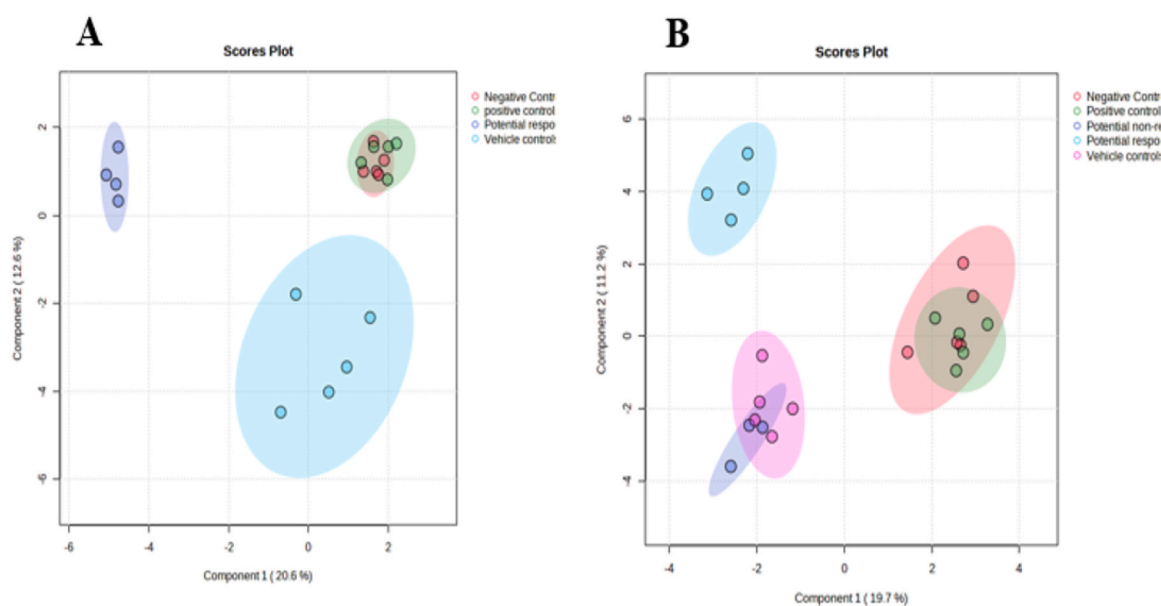 A
Scores Plot
Negative Contr
positive control
Potential respo
Vehicle controls
2
0
-2
-4
-6
Component 2 ( 12.6 %)
-6 -4 -2 0 2
Component 1 ( 20.6 %)
B
Scores Plot
Negative Contr
Positive control
Potential non-re
Potential respo
Vehicle controls
6
4
2
0
-2
-4
Component 2 ( 11.2 %)
-4 -2 0 2 4
Component 1 ( 19.7 %)